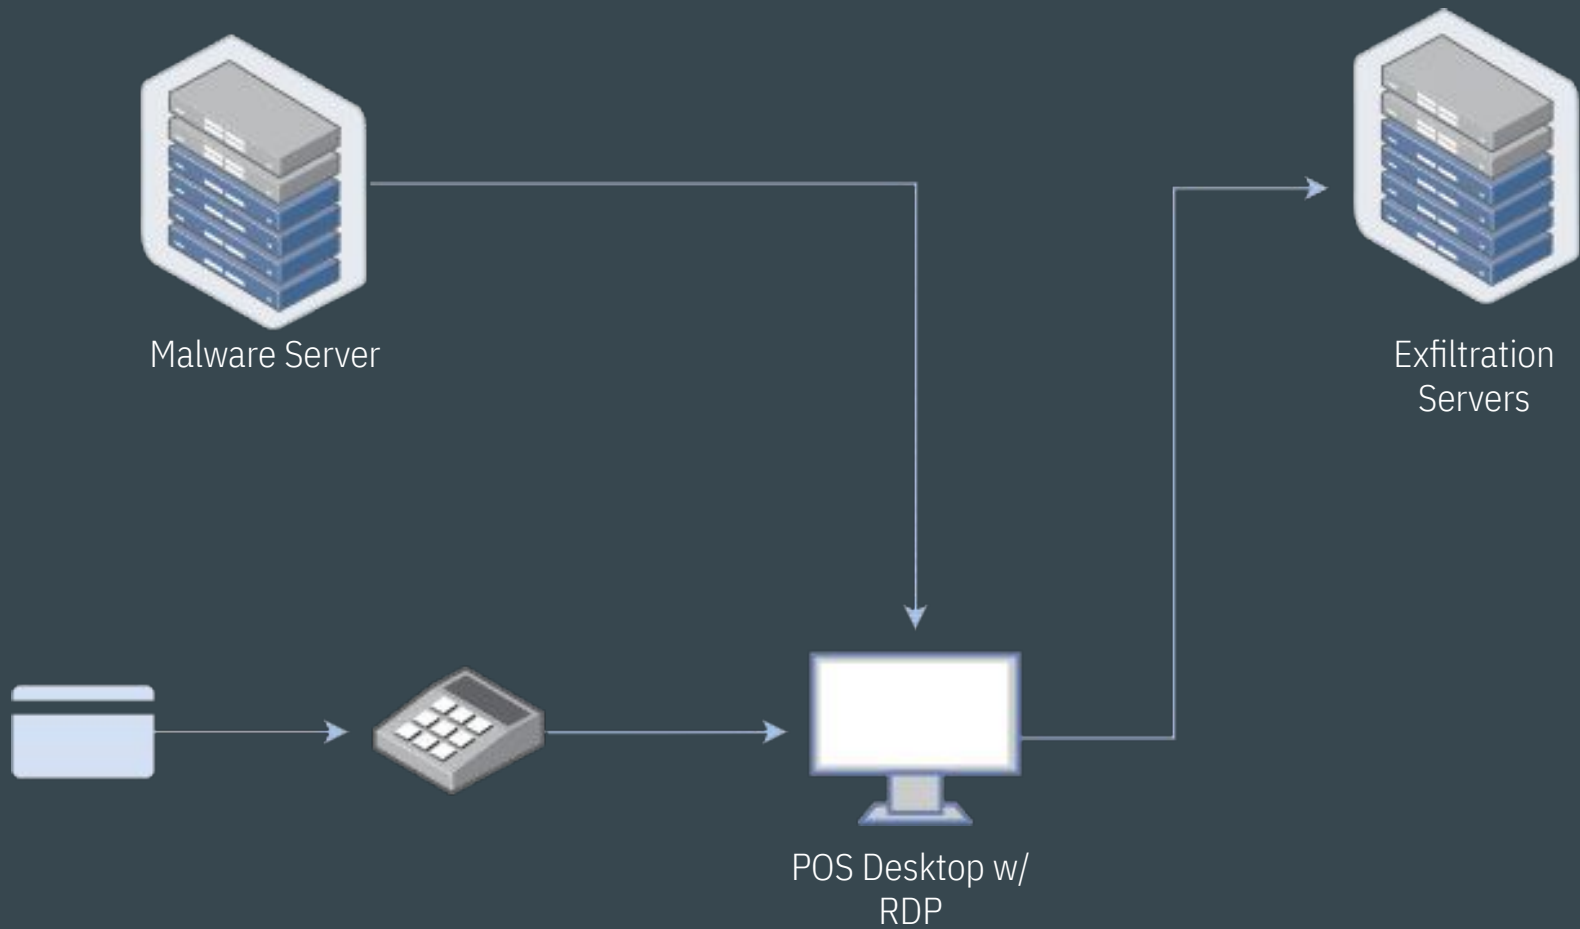 Malware Server
Exfiltration
Servers
POS Desktop w/
RDP